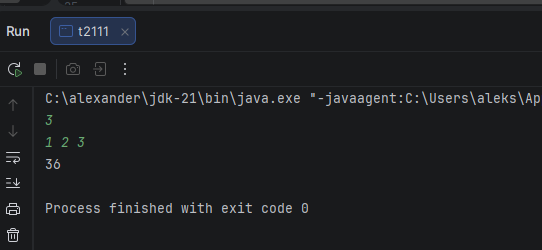 Run t2111
C:\alexander\jdk-21\bin\java.exe "-javaagent:C:\Users\aleks\Ap
3
1 2 3
36
Process finished with exit code 0